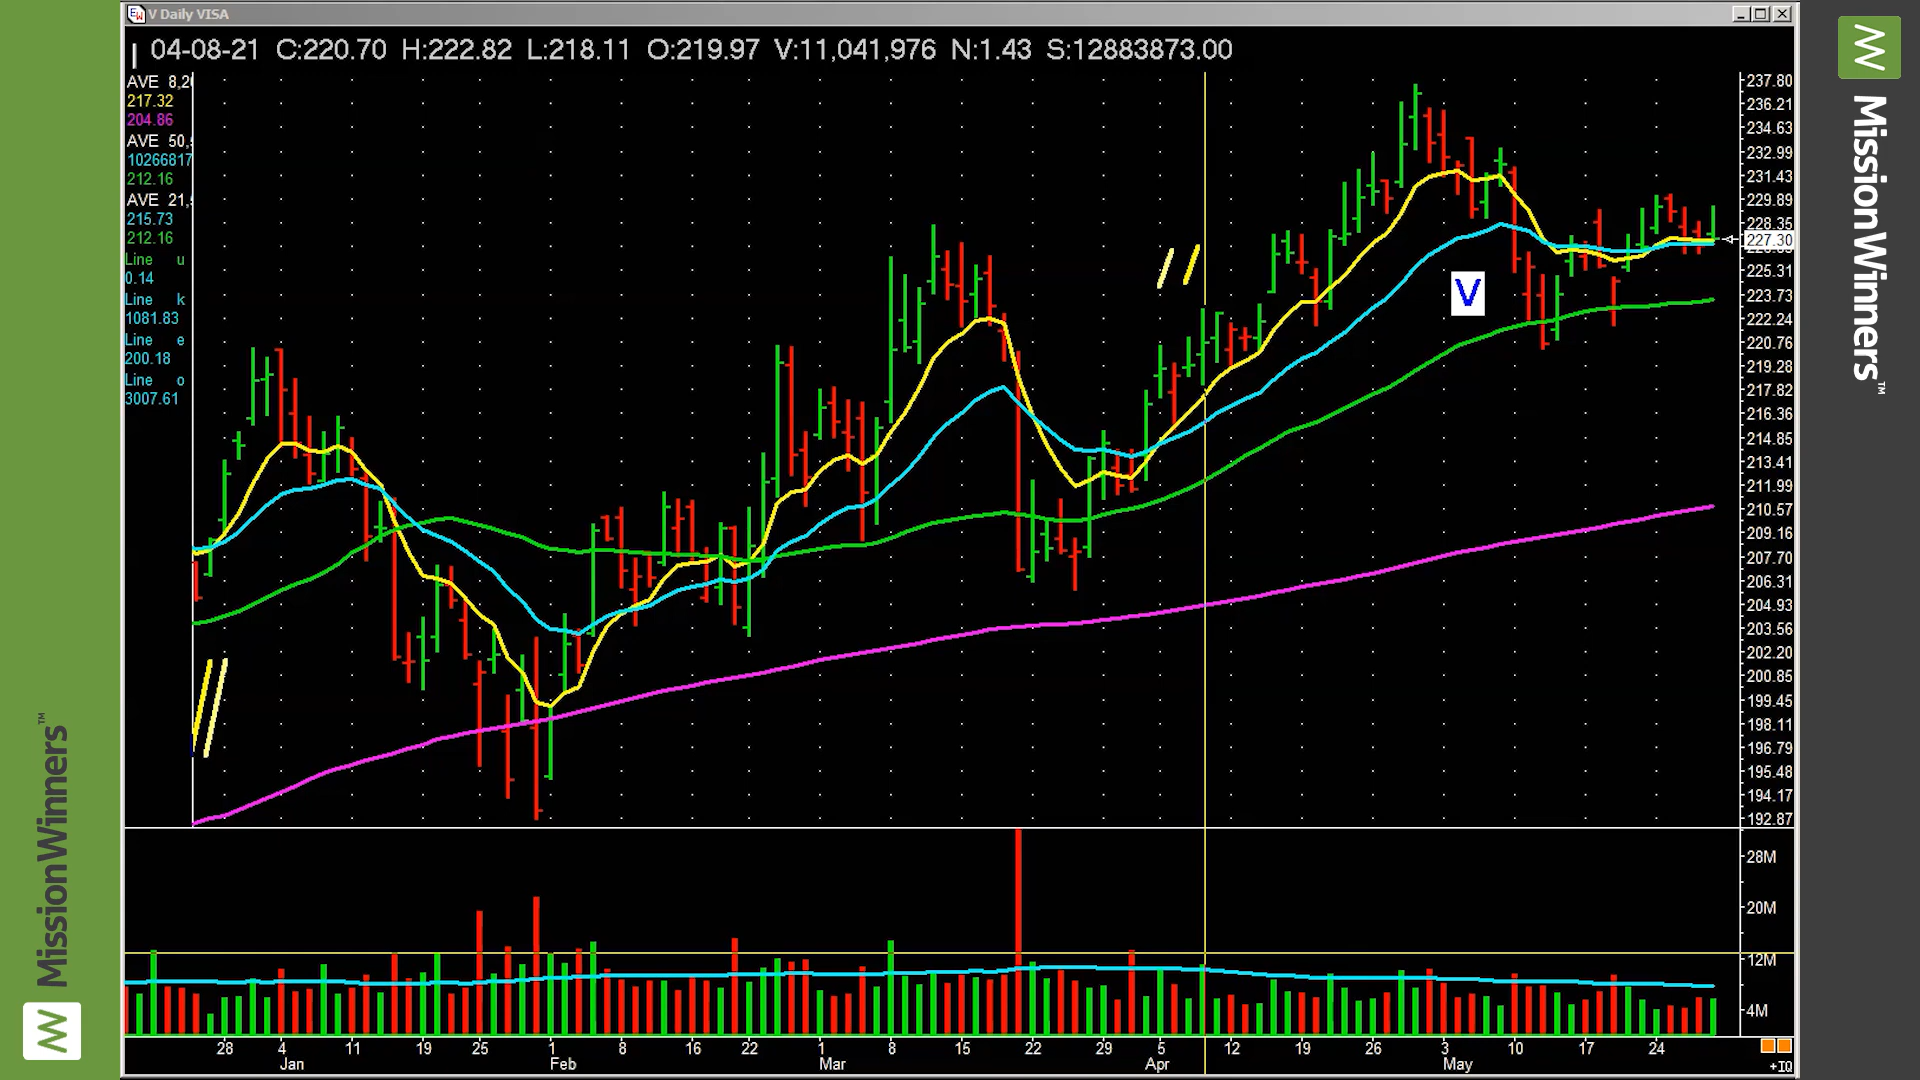 V Daily VISA
04-08-21 C:220.70 H:222.82 L:218.11 O:219.97 V:11,041,976 N:1.43 S:12883873.00
AVE 8,2
217.32
204.86
AVE 50,
10266817
212.16
AVE 21,
215.73
212.16
Line u
0.14
Line k
1081.83
Line e
200.18
Line o
3007.61
V
237.80
236.21
234.63
232.99
231.43
229.89
228.35
227.30
225.31
223.73
222.24
220.76
219.28
217.82
216.36
214.85
213.41
211.99
210.57
209.16
207.70
206.31
204.93
203.56
202.20
200.85
199.45
198.11
196.79
195.48
194.17
192.87
28M
20M
12M
4M
28 4 11 19 25 1 8 16 22 1 8 15 22 29 5 12 19 26 3 10 17 24
Jan Feb Mar Apr May
+IQ
MissionWinners™
MissionWinners™